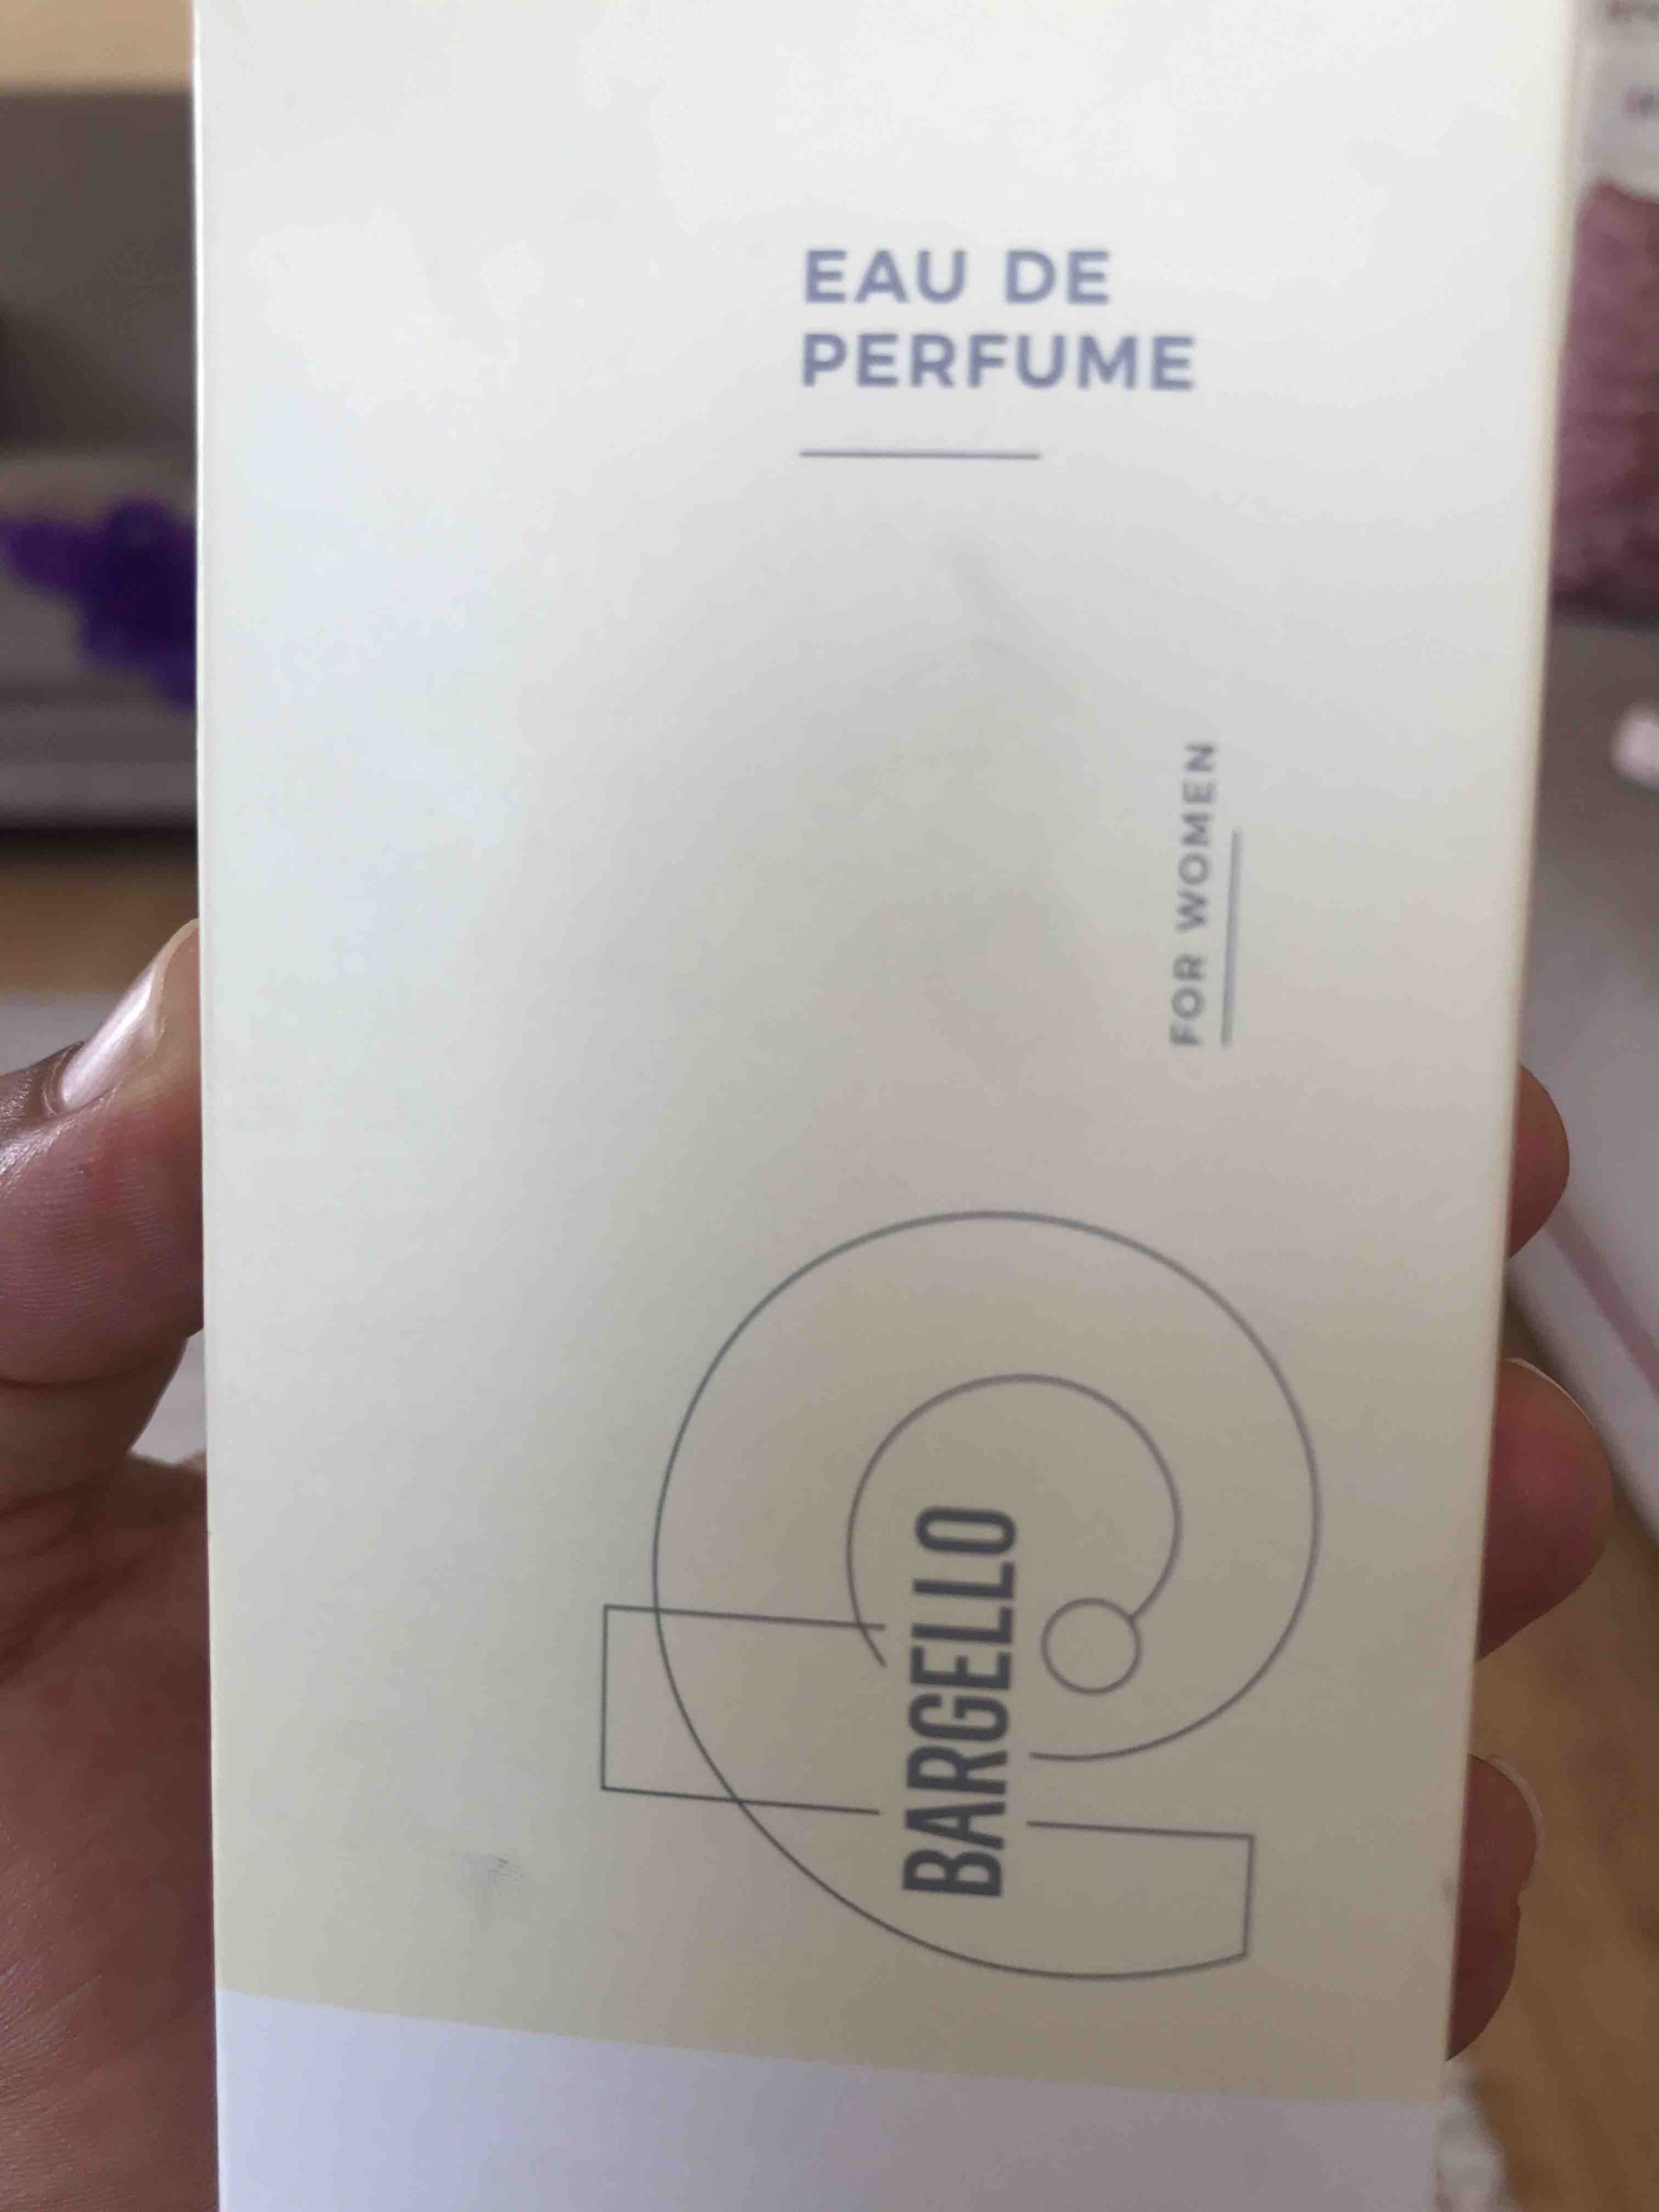 EAU DE
PERFUME
FOR WOMEN
BARGELLO